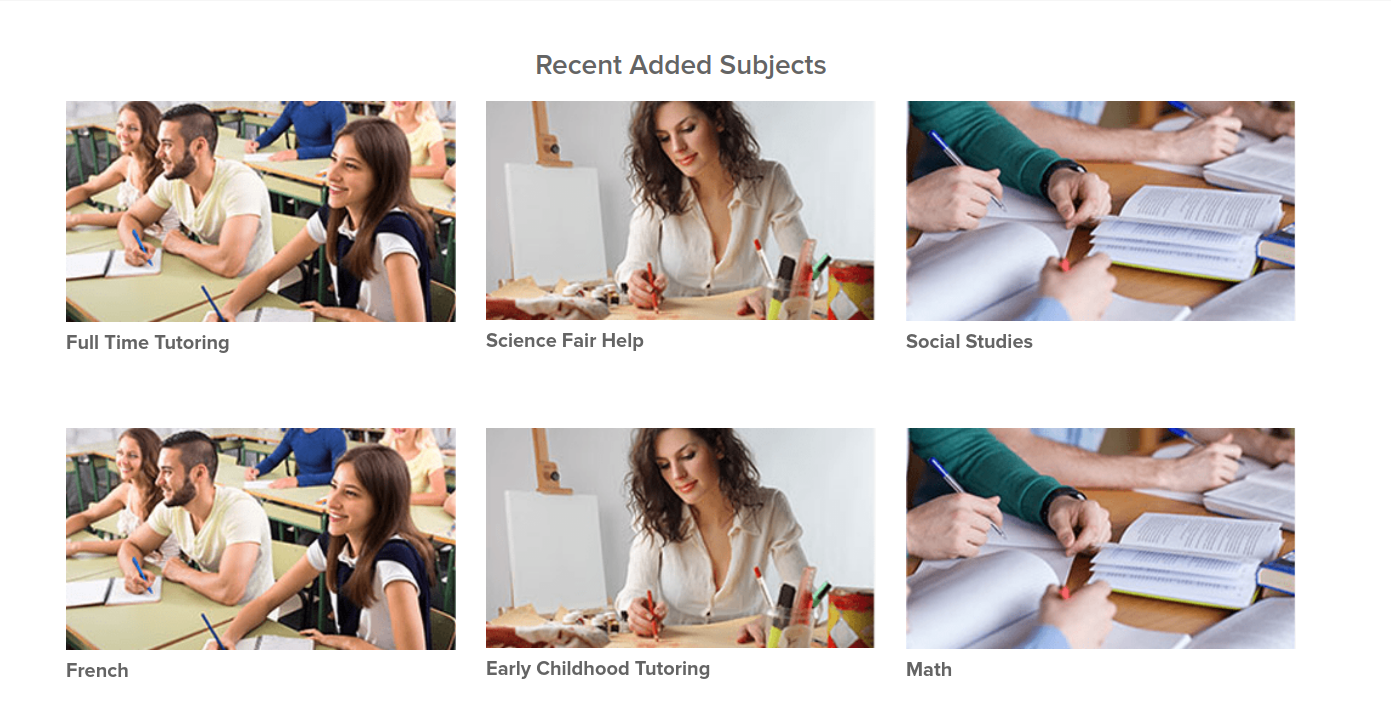 Recent Added Subjects
Full Time Tutoring
Science Fair Help
Social Studies
French
Early Childhood Tutoring
Math